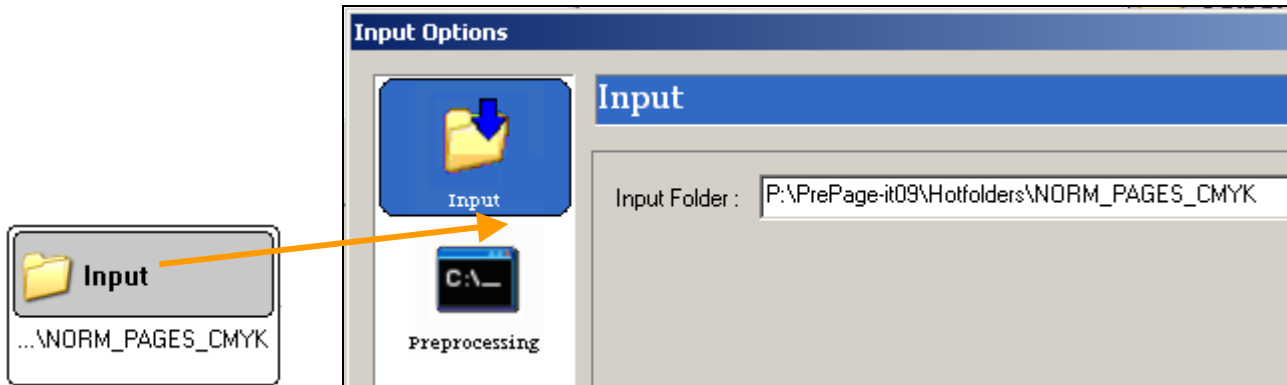 Input Options
Input
Input
Input Folder : P:\PrePage-it09\Hotfolders\NORM_PAGES_CMYK
Input
...\NORM_PAGES_CMYK
C:\_
Preprocessing